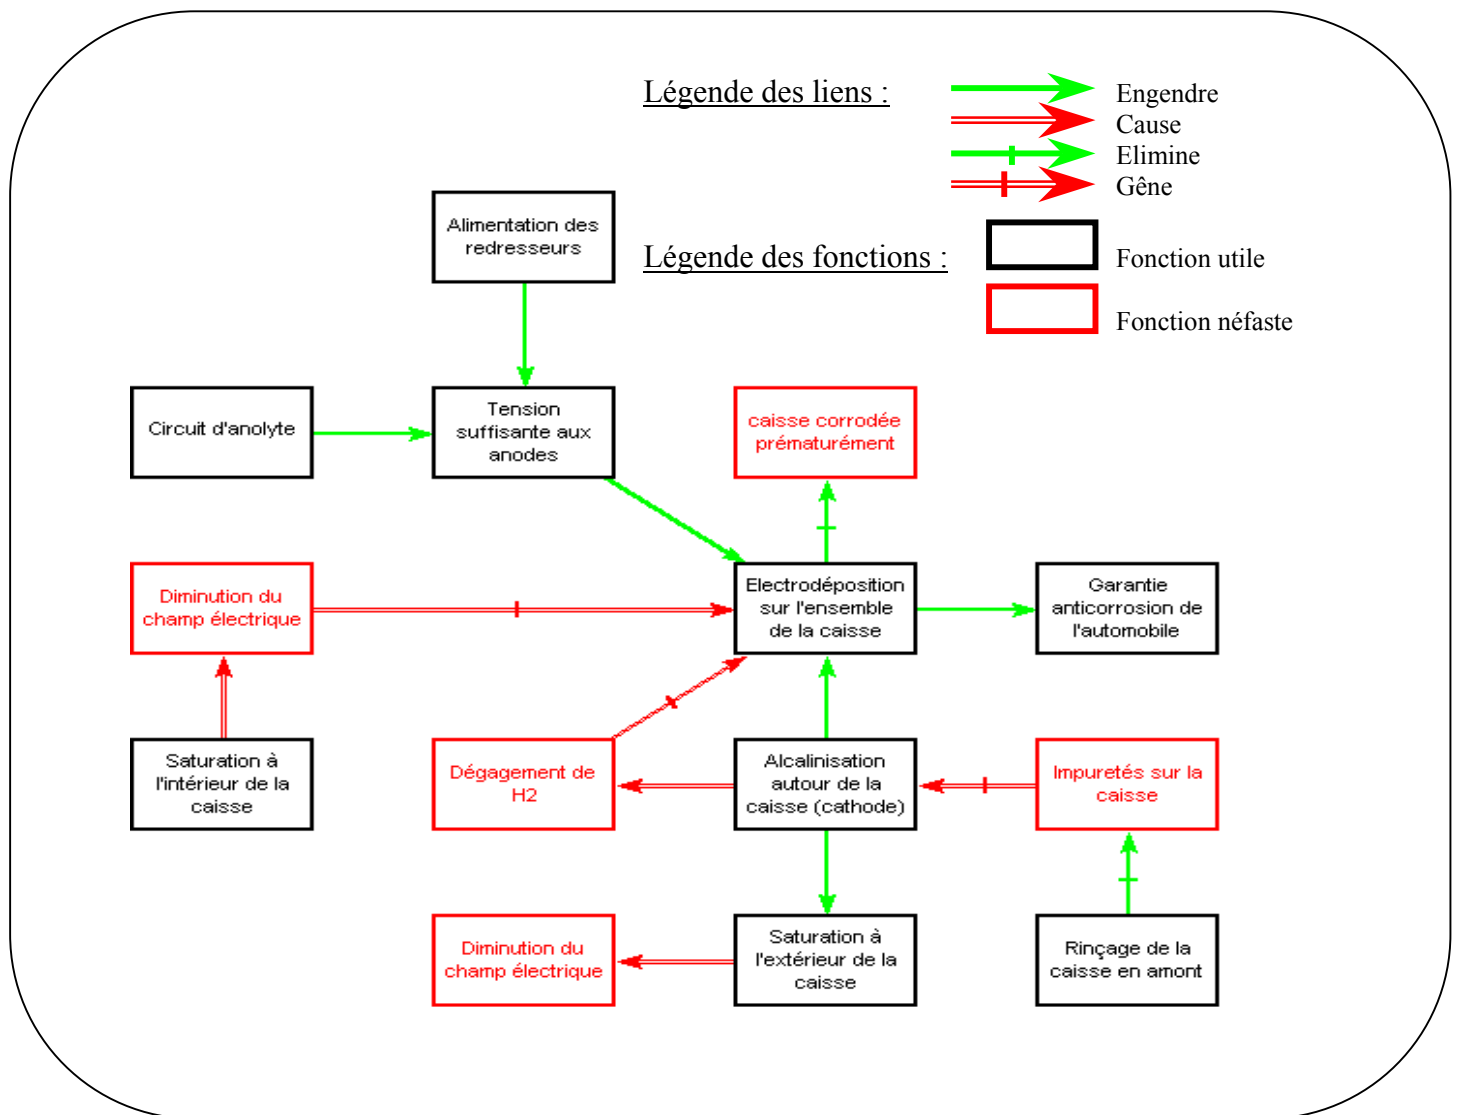 Légende des liens :
Engendre
Cause
Elimine
Gêne
Légende des fonctions :
Fonction utile
Fonction néfaste
Alimentation des
redresseurs
Circuit d'anolyte
Tension
suffisante aux
anodes
caisse corrodée
prématurément
Diminution du
champ électrique
Electrodéposition
sur l'ensemble
de la caisse
Garantie
anticorrosion de
l'automobile
Saturation à
l'intérieur de la
caisse
Dégagement de
H2
Alcalinisation
autour de la
caisse (cathode)
Impuretés sur la
caisse
Diminution du
champ électrique
Saturation à
l'extérieur de la
caisse
Rinçage de la
caisse en amont